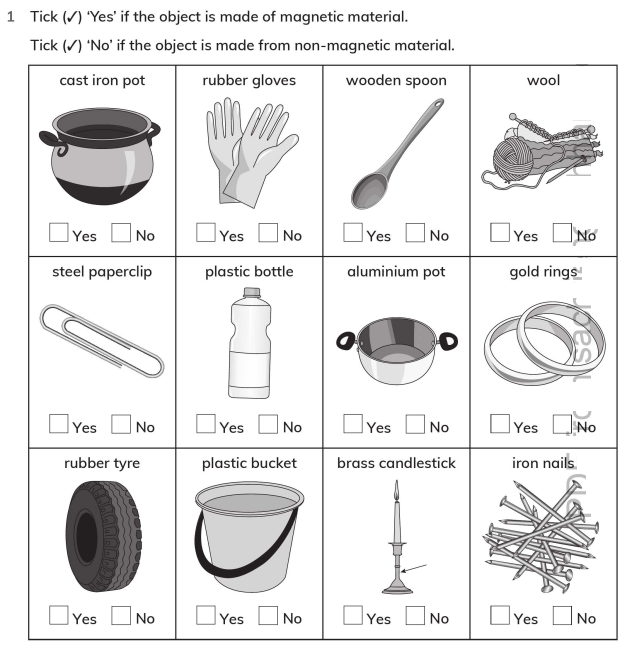 1 Tick (✓) ‘Yes’ if the object is made of magnetic material.
Tick (✓) ‘No’ if the object is made from non-magnetic material.
cast iron pot rubber gloves wooden spoon wool
Yes No Yes No Yes No Yes No
steel paperclip plastic bottle aluminium pot gold rings
Yes No Yes No Yes No Yes No
rubber tyre plastic bucket brass candlestick iron nails
Yes No Yes No Yes No Yes No